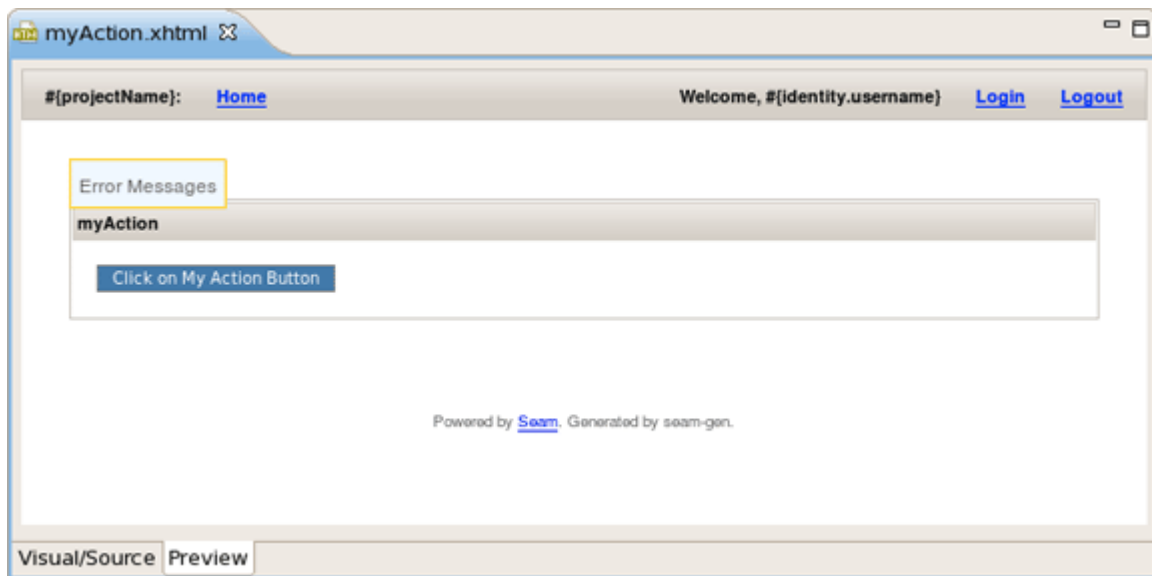 myAction.xhtml
#{projectName}: Home Welcome, #{identity.username} Login Logout
Error Messages
myAction
Click on My Action Button
Powered by Seam. Generated by seam-gen.
Visual/Source Preview